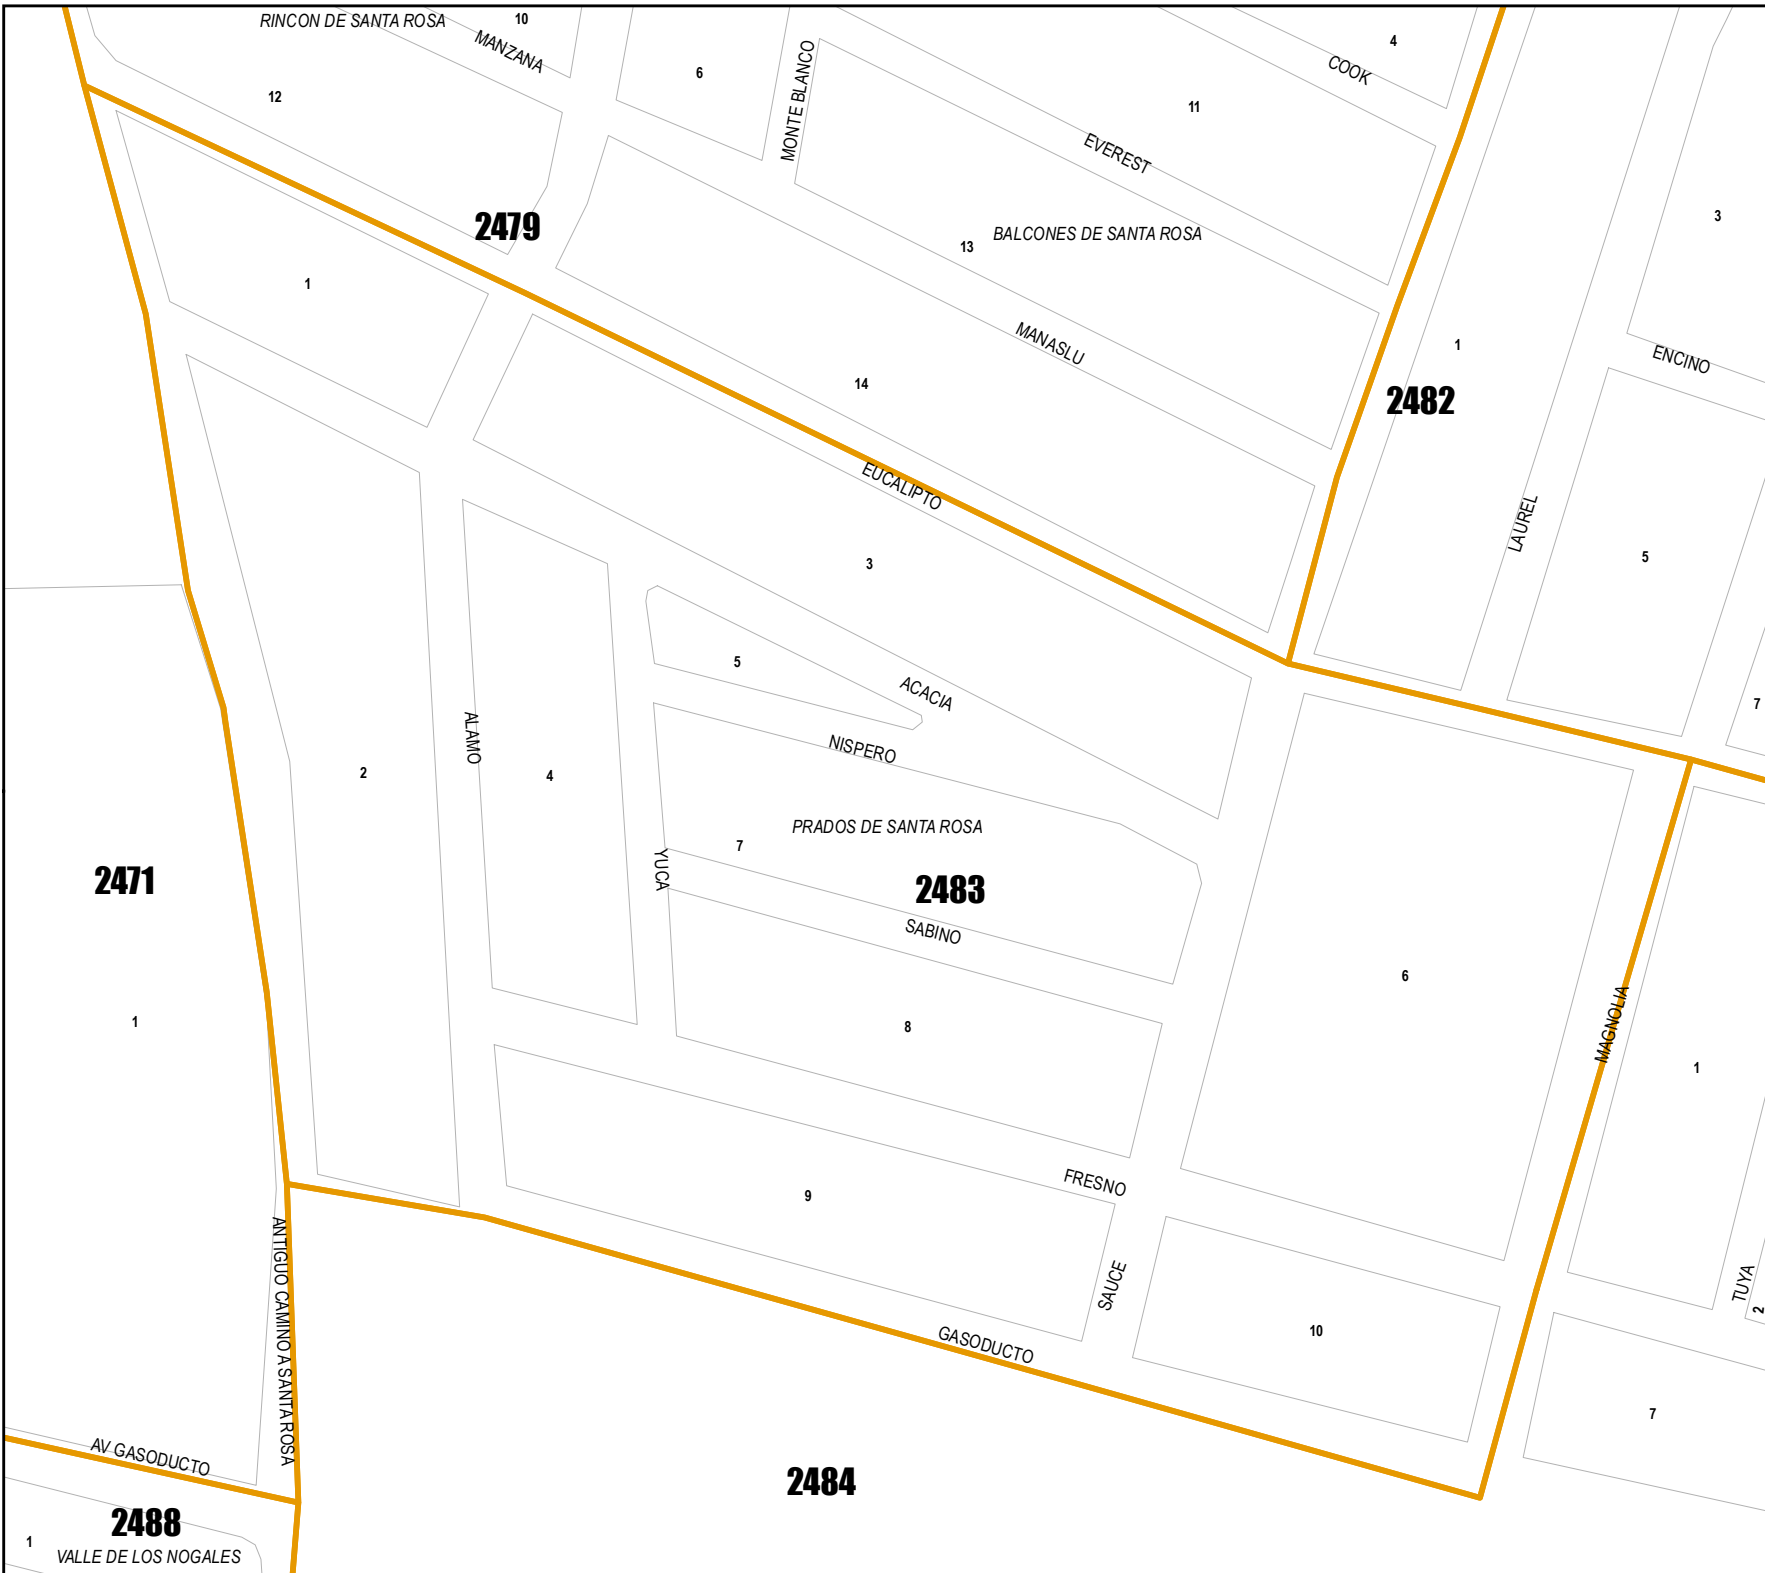 RINCON DE SANTA ROSA
10
MANZANA
12
6
MONTE BLANCO
4
COOK
11
EVEREST
3
2479
BALCONES DE SANTA ROSA
13
1
MANASLU
1
ENCINO
14
2482
EUCALIPTO
LAUREL
3
5
5
ACACIA
7
ALAMO
NISPERO
2
4
PRADOS DE SANTA ROSA
7
YUCA
2471
2483
SABINO
6
MAGNOLIA
1
8
1
FRESNO
9
ANTIGUO CAMINO A SANTA ROSA
SAUCE
TUYA
2
10
GASODUCTO
7
AV GASODUCTO
2484
2488
1
VALLE DE LOS NOGALES